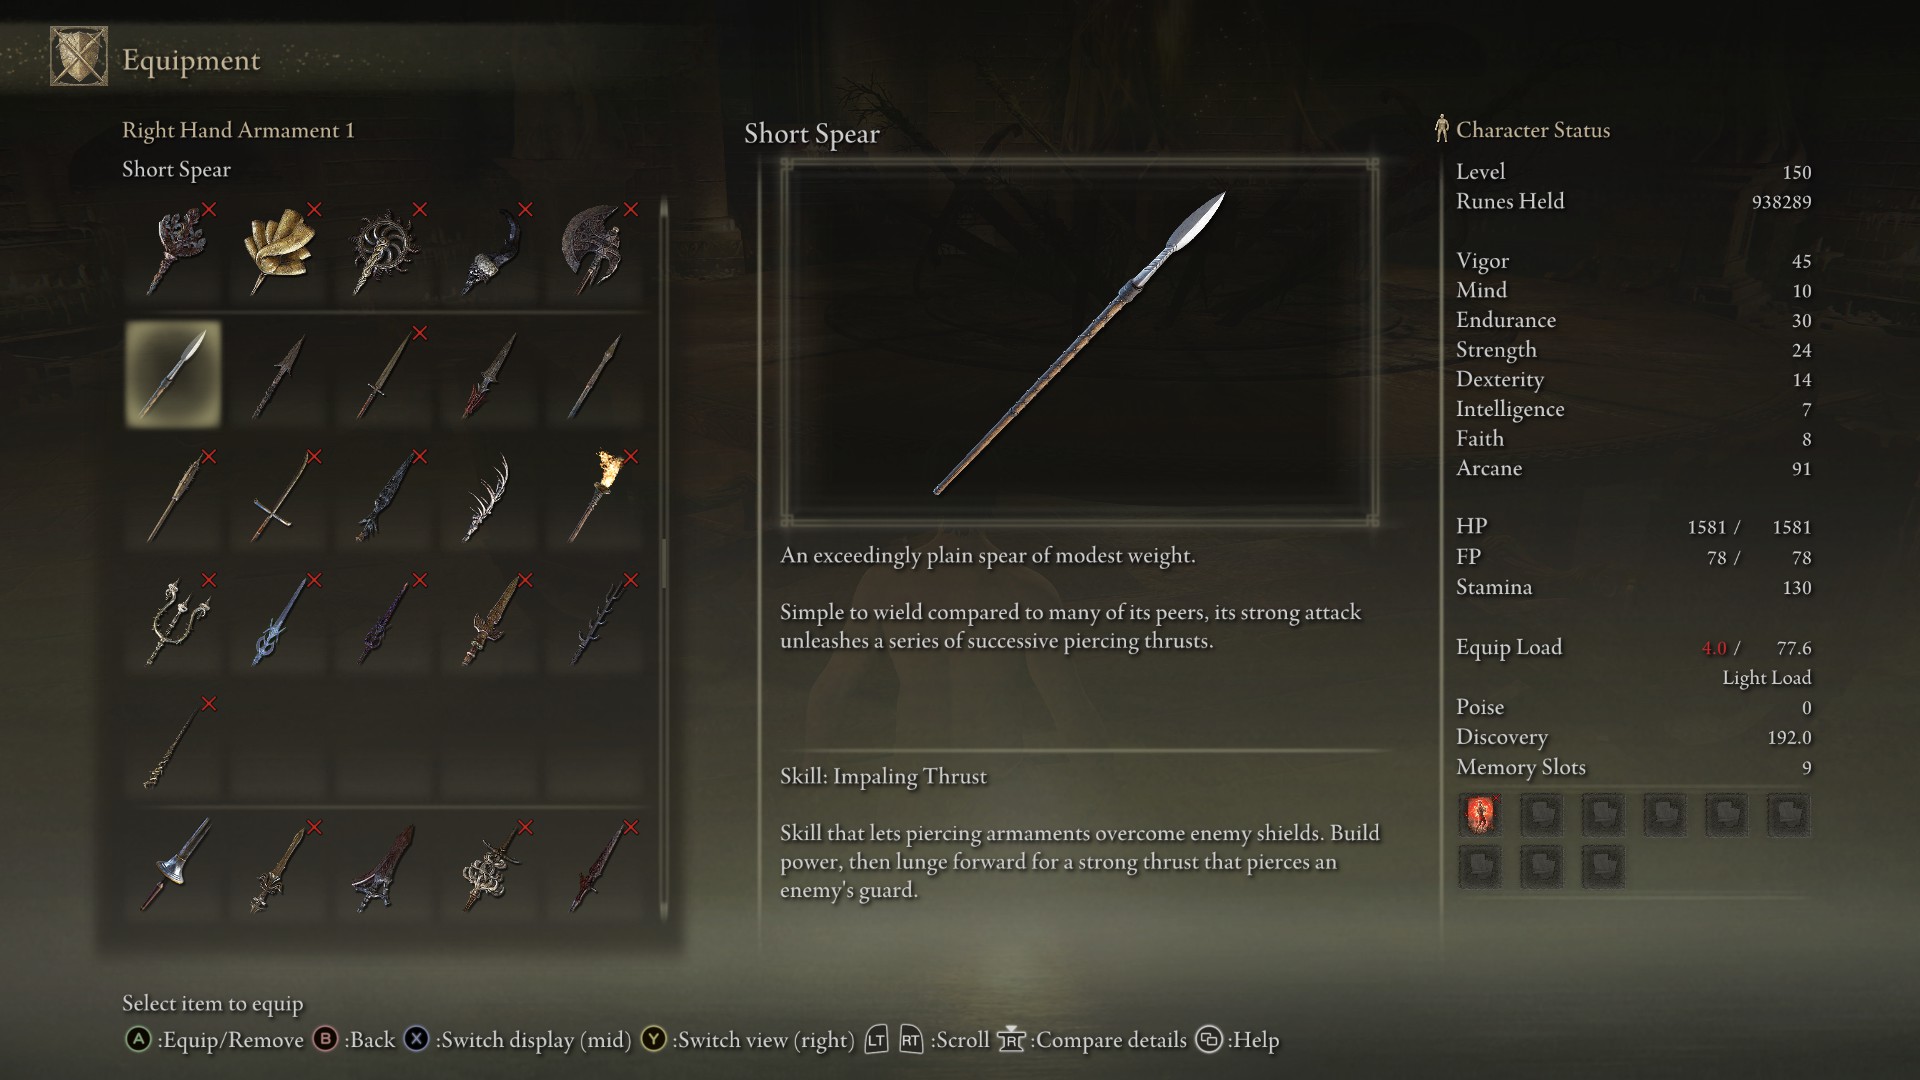 Equipment
Right Hand Armament 1
Short Spear
Short Spear
An exceedingly plain spear of modest weight.
Simple to wield compared to many of its peers, its strong attack
unleashes a series of successive piercing thrusts.
Skill: Impaling Thrust
Skill that lets piercing armaments overcome enemy shields. Build
power, then lunge forward for a strong thrust that pierces an
enemy's guard.
Character Status
Level 150
Runes Held 938289
Vigor 45
Mind 10
Endurance 30
Strength 24
Dexterity 14
Intelligence 7
Faith 8
Arcane 91
HP 1581 / 1581
FP 78 / 78
Stamina 130
Equip Load 4.0 / 77.6
Light Load
Poise 0
Discovery 192.0
Memory Slots 9
Select item to equip
A :Equip/Remove B :Back X :Switch display (mid) Y :Switch view (right) LT RT :Scroll R :Compare details :Help